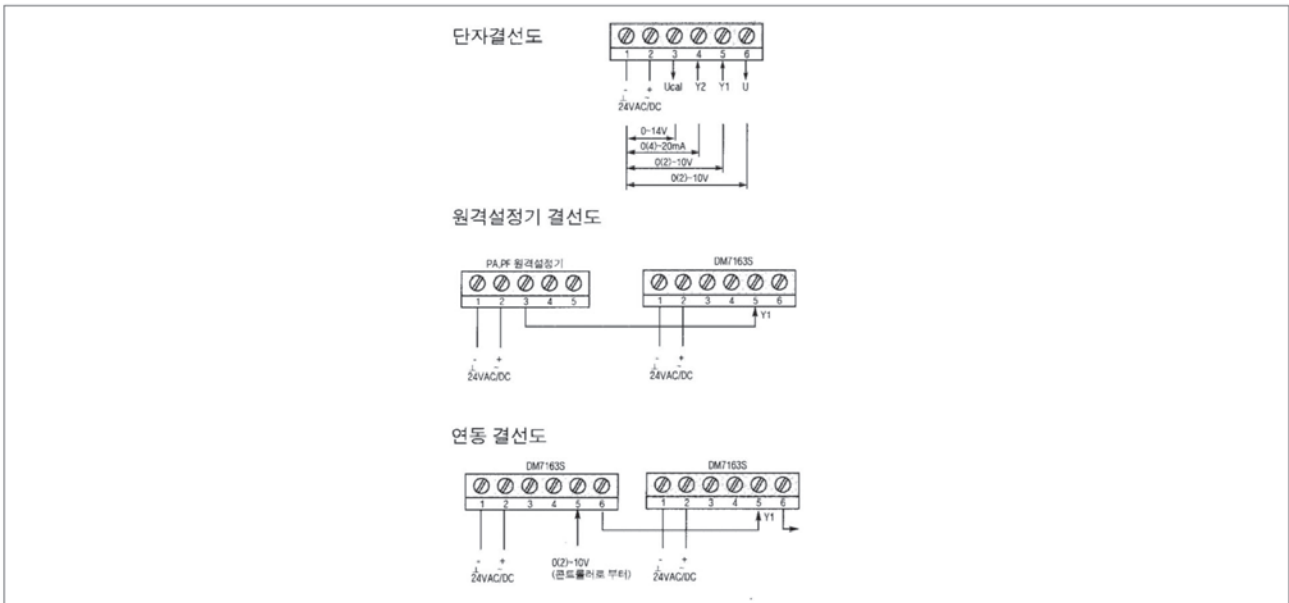 단자결선도
1 2 3 4 5 6
- + Ucal Y2 Y1 U
⊥ ~
24VAC/DC
0-14V
0(4)-20mA
0(2)-10V
0(2)-10V
원격설정기 결선도
PA,PF 원격설정기 DM7163S
1 2 3 4 5 1 2 3 4 5 6
Y1
- + - +
⊥ ~ ⊥ ~
24VAC/DC 24VAC/DC
연동 결선도
DM7163S DM7163S
1 2 3 4 5 6 1 2 3 4 5 6
Y1
- + 0(2)-10V - +
⊥ ~ (콘트롤러로 부터) ⊥ ~
24VAC/DC 24VAC/DC